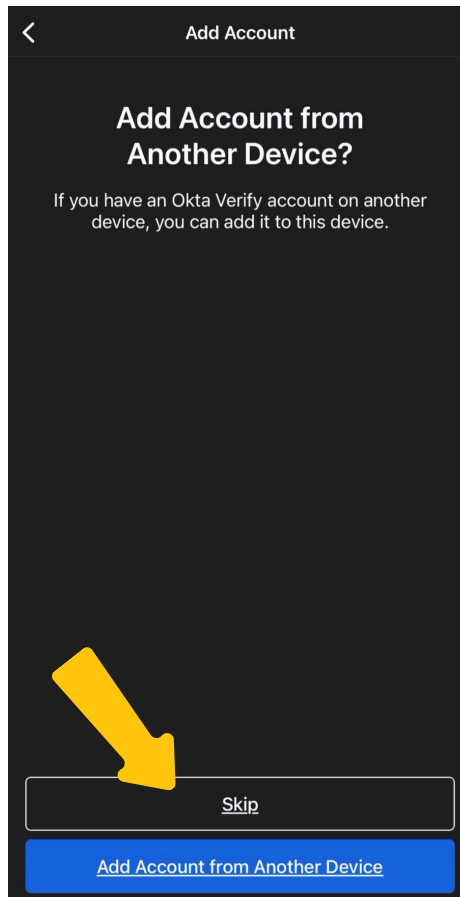 Add Account
Add Account from
Another Device?
If you have an Okta Verify account on another
device, you can add it to this device.
Skip
Add Account from Another Device